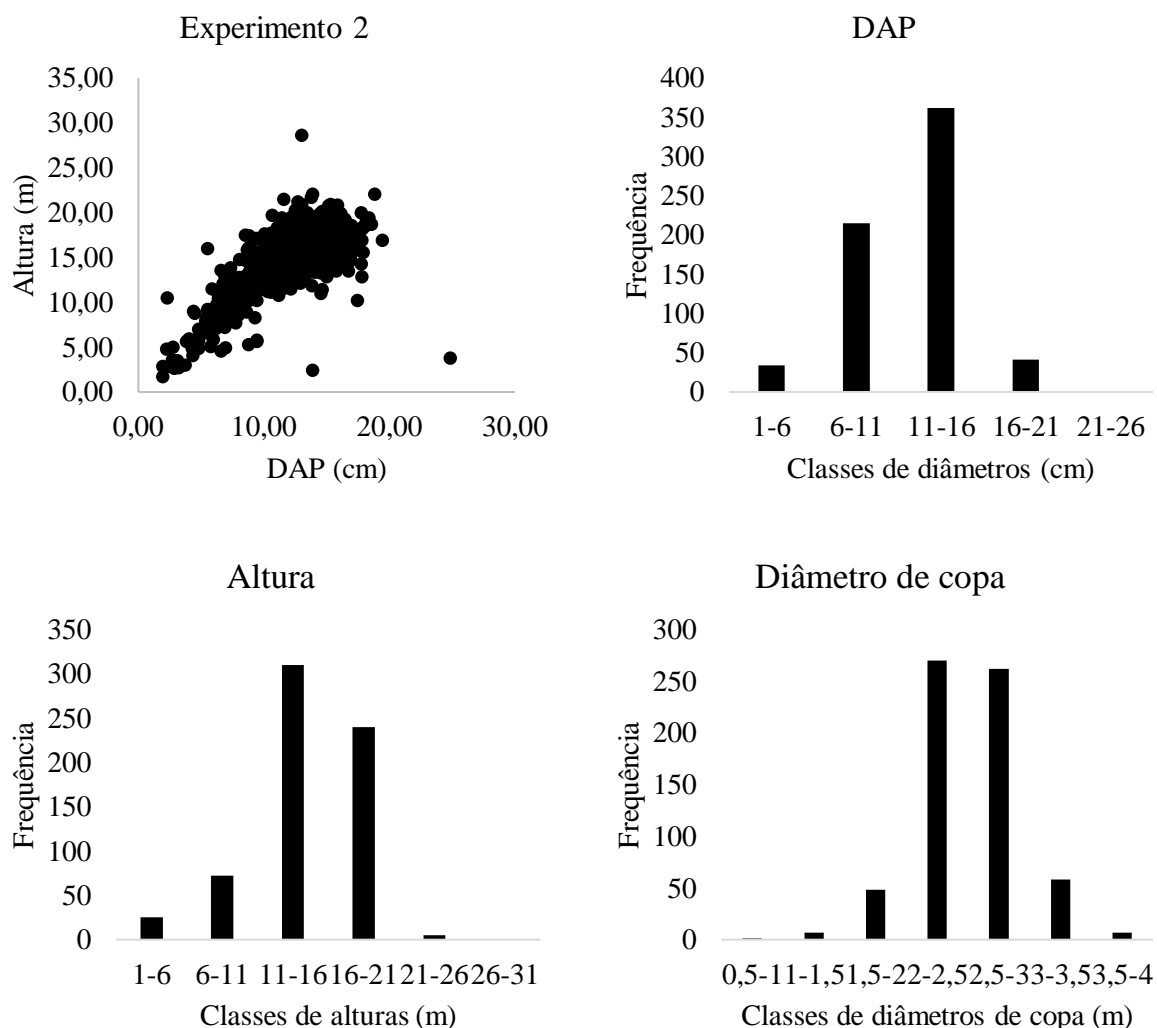 Experimento 2
35,00
30,00
25,00
20,00
15,00
10,00
5,00
0,00
Altura (m)
0,00 10,00 20,00 30,00
DAP (cm)
DAP
400
350
300
250
200
150
100
50
0
Frequência
1-6 6-11 11-16 16-21 21-26
Classes de diâmetros (cm)
Altura
350
300
250
200
150
100
50
0
Frequência
1-6 6-11 11-16 16-21 21-26 26-31
Classes de alturas (m)
Diâmetro de copa
300
250
200
150
100
50
0
Frequência
0,5-1 1-1,5 1,5-2 2-2,5 2,5-3 3-3,5 3,5-4
Classes de diâmetros de copa (m)